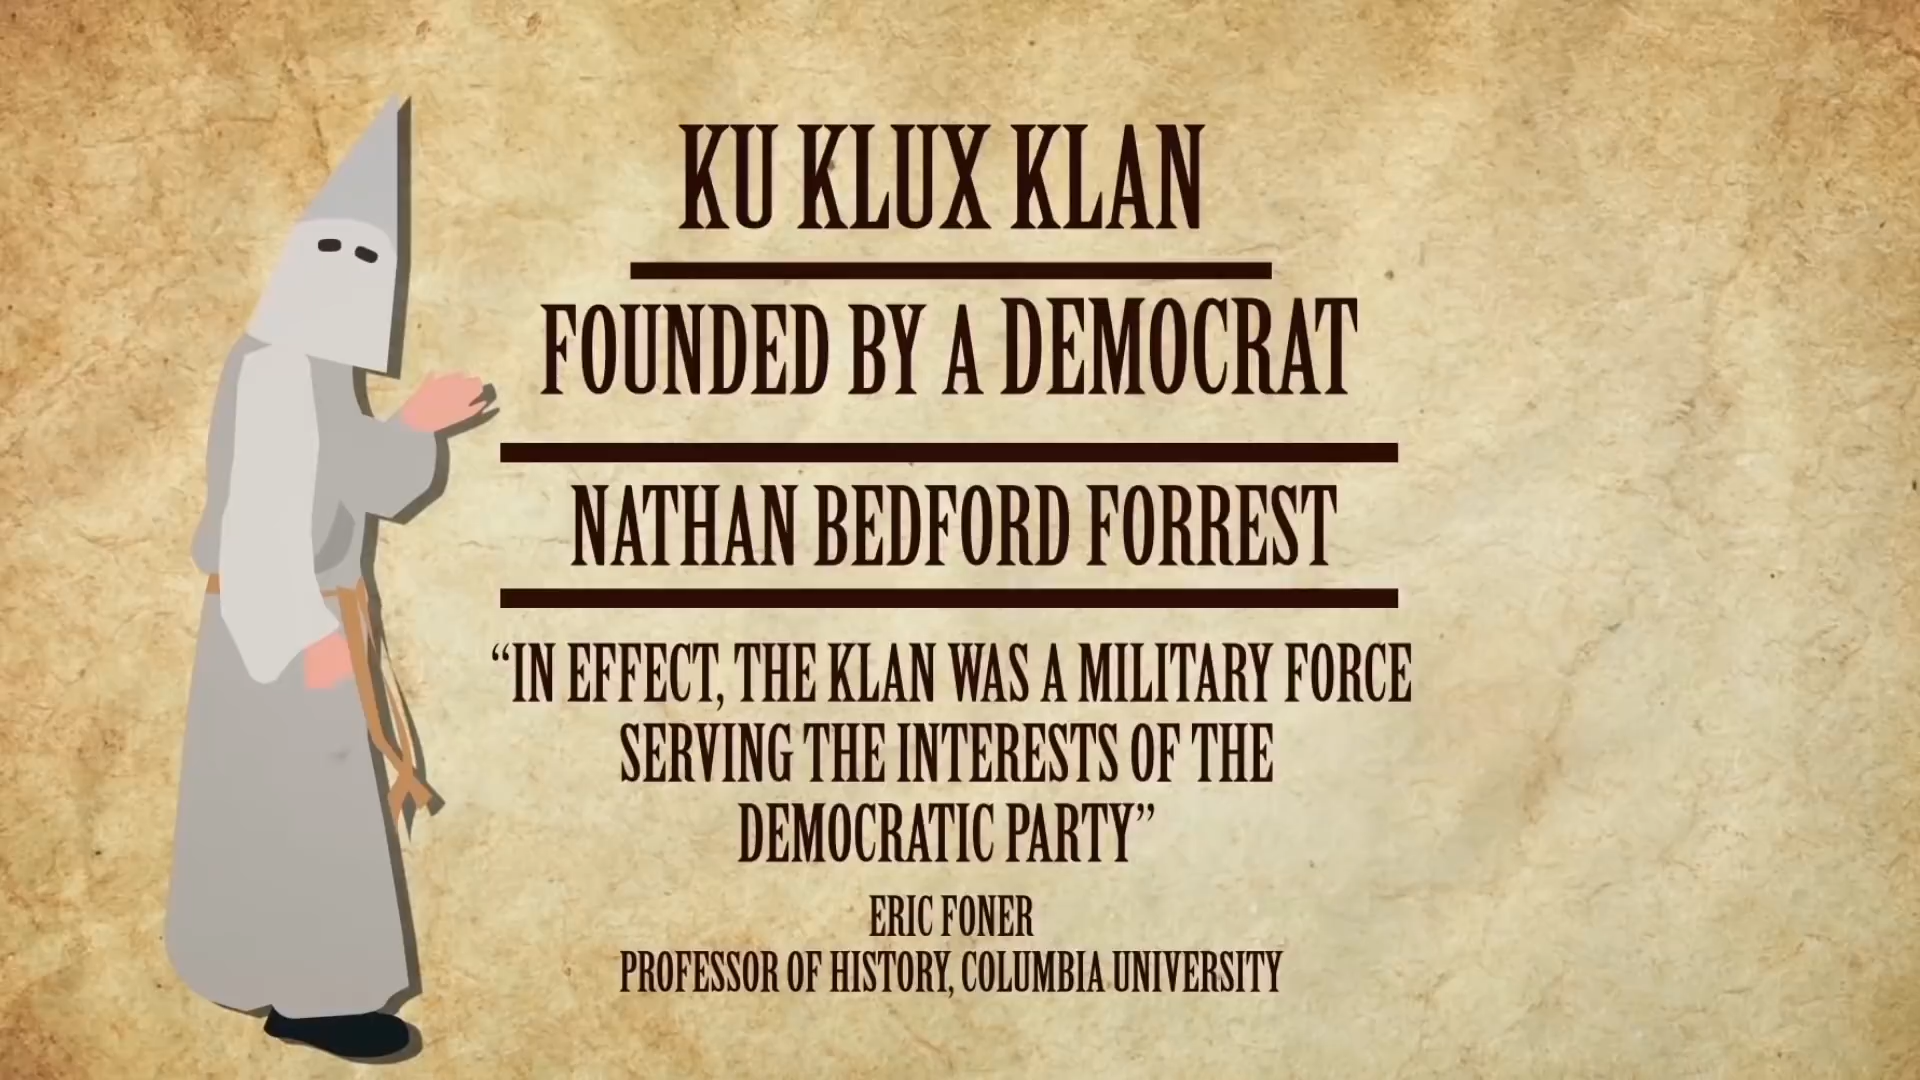 KU KLUX KLAN
FOUNDED BY A DEMOCRAT
NATHAN BEDFORD FORREST
“IN EFFECT, THE KLAN WAS A MILITARY FORCE
SERVING THE INTERESTS OF THE
DEMOCRATIC PARTY”
ERIC FONER
PROFESSOR OF HISTORY, COLUMBIA UNIVERSITY